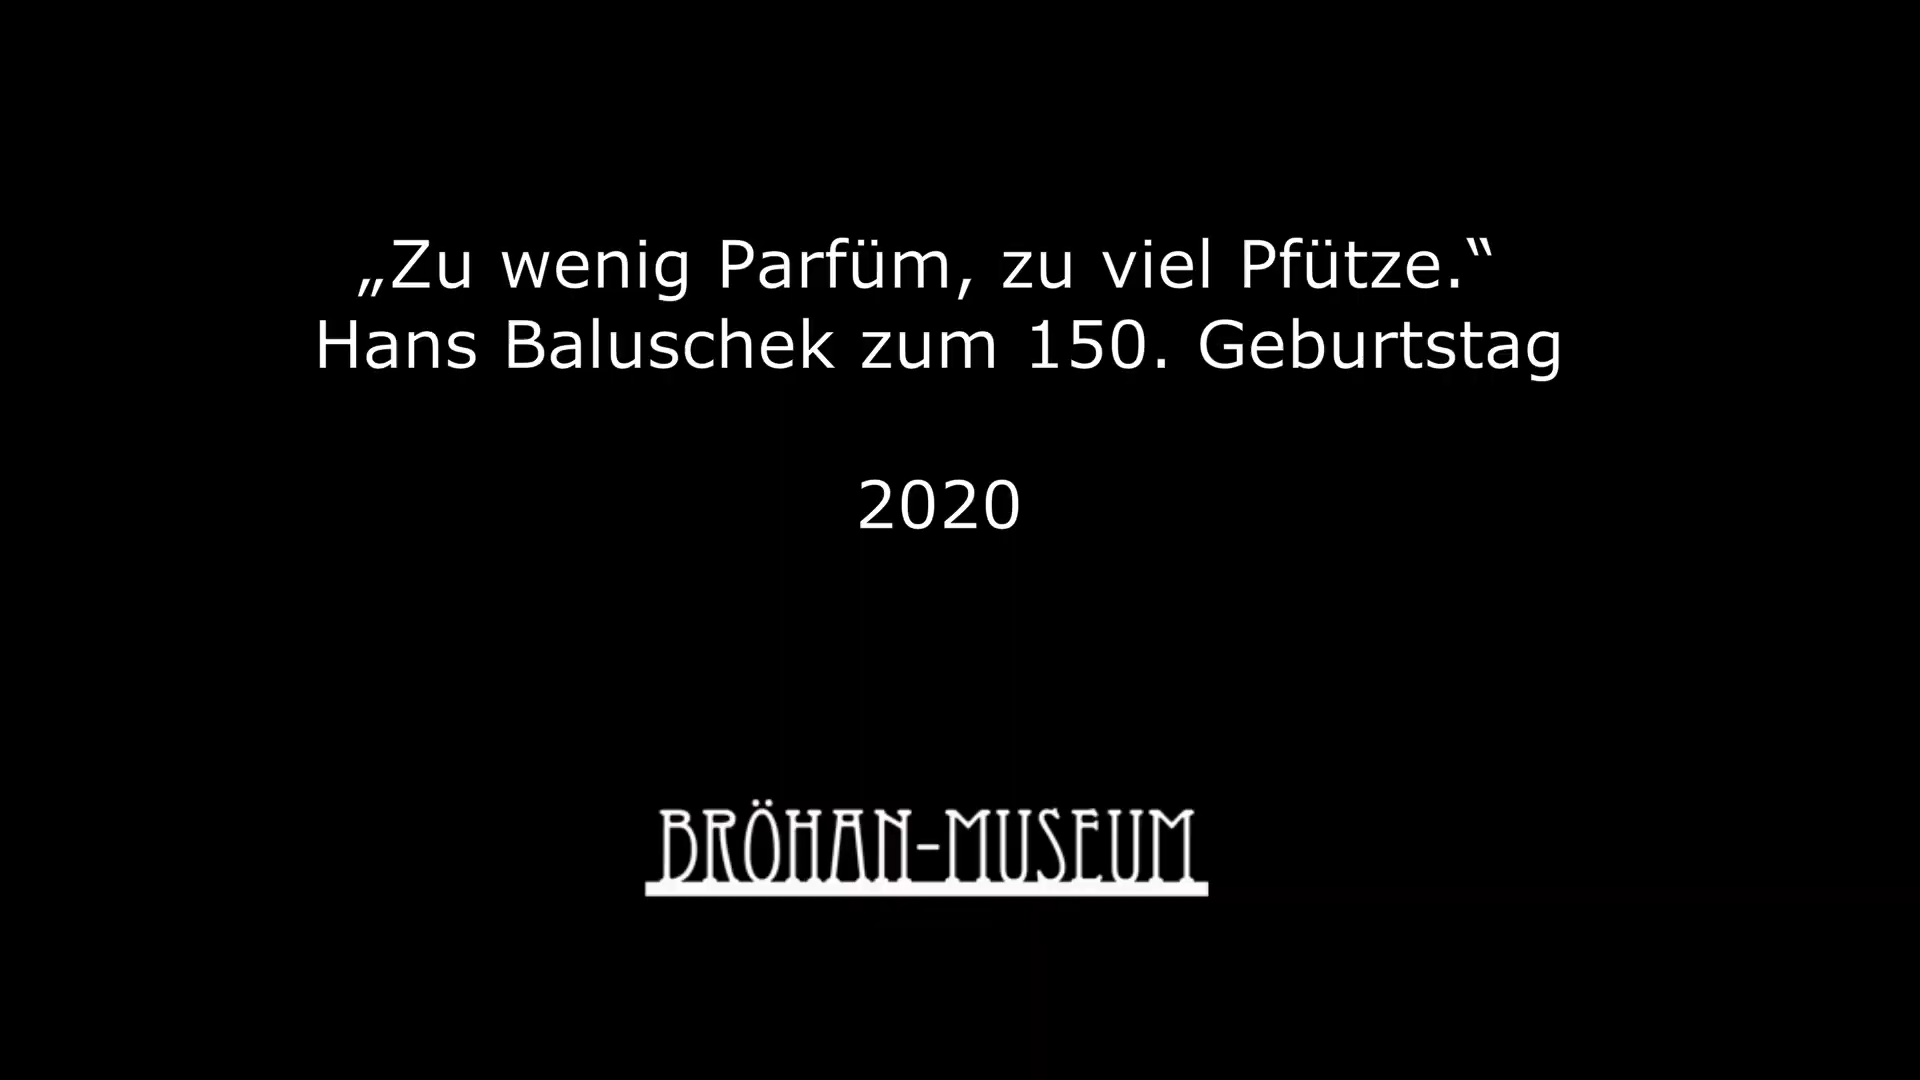 „Zu wenig Parfüm, zu viel Pfütze.“
Hans Baluschek zum 150. Geburtstag
2020
BRÖHAN-MUSEUM